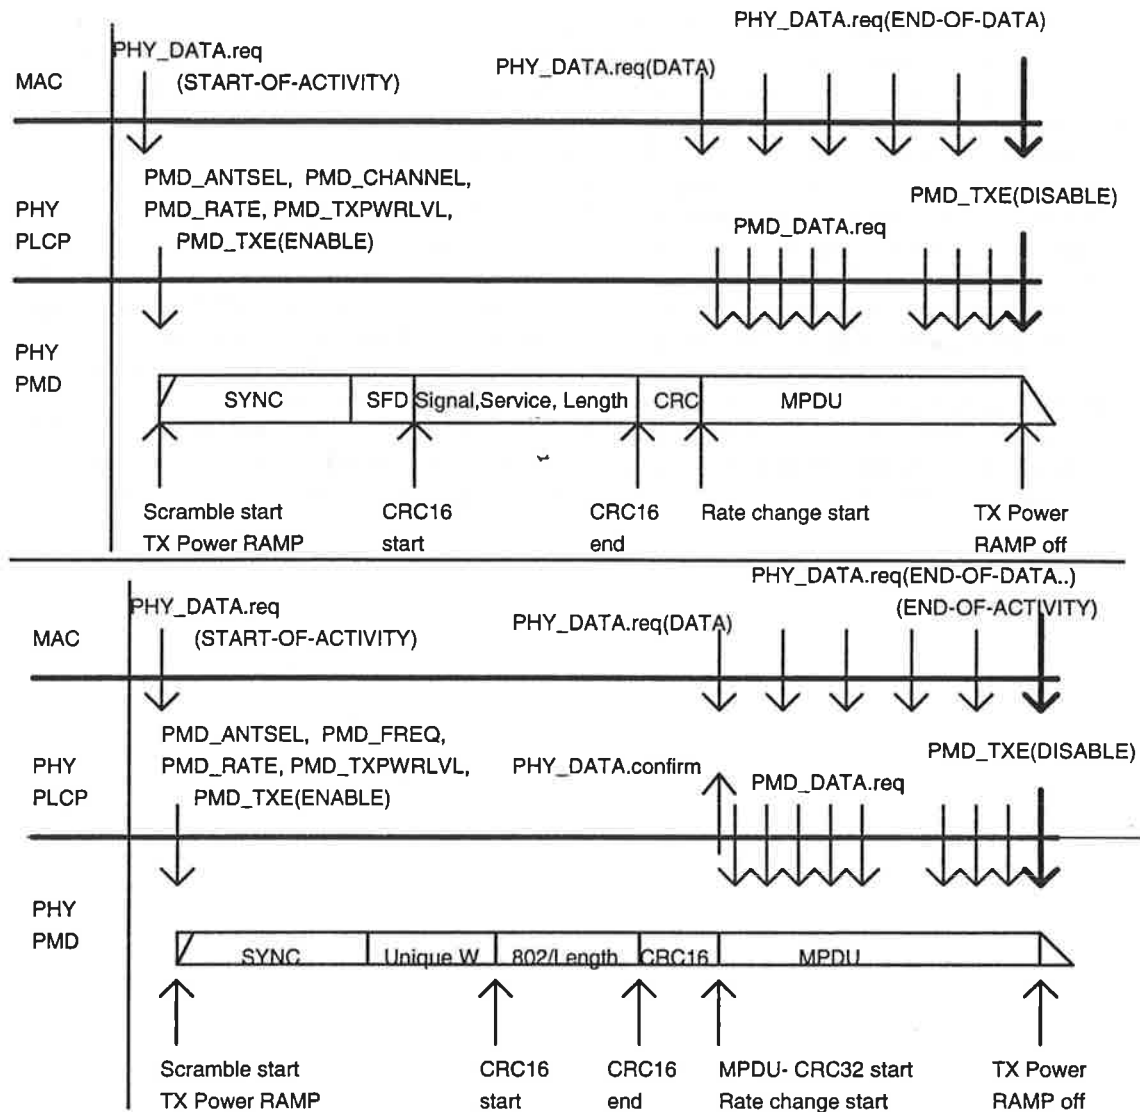 PHY_DATA.req(END-OF-DATA)
PHY_DATA.req
MAC
(START-OF-ACTIVITY)
PHY_DATA.req(DATA)
PMD_ANTSEL, PMD_CHANNEL,
PHY
PMD_RATE, PMD_TXPWRLVL,
PMD_TXE(DISABLE)
PLCP
PMD_TXE(ENABLE)
PMD_DATA.req
PHY
PMD
SYNC
SFD
Signal,Service, Length
CRC
MPDU
Scramble start
CRC16
CRC16
Rate change start
TX Power
TX Power RAMP
start
end
RAMP off
PHY_DATA.req(END-OF-DATA..)
PHY_DATA.req
(END-OF-ACTIVITY)
MAC
(START-OF-ACTIVITY)
PHY_DATA.req(DATA)
PMD_ANTSEL, PMD_FREQ,
PHY
PMD_RATE, PMD_TXPWRLVL,
PHY_DATA.confirm
PMD_TXE(DISABLE)
PLCP
PMD_TXE(ENABLE)
PMD_DATA.req
PHY
PMD
SYNC
Unique W
802/Length
CRC16
MPDU
Scramble start
CRC16
CRC16
MPDU- CRC32 start
TX Power
TX Power RAMP
start
end
Rate change start
RAMP off